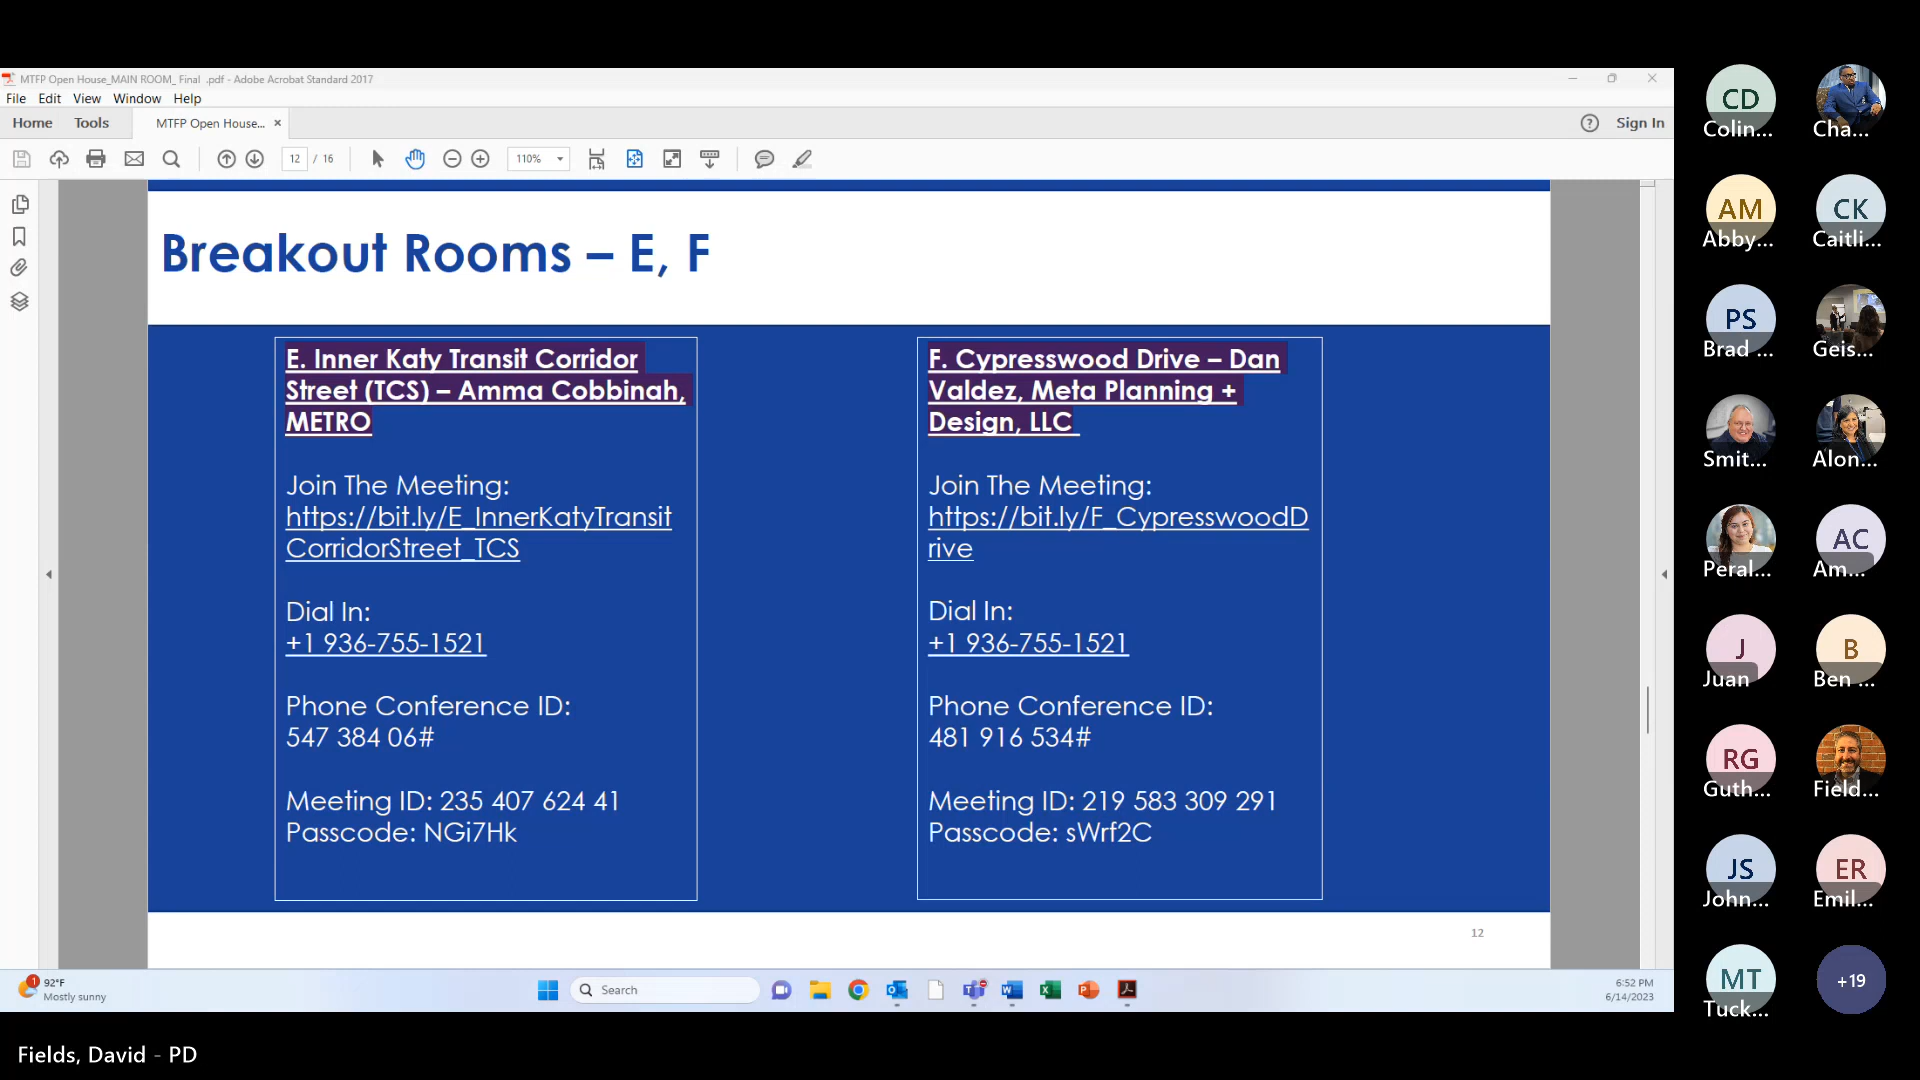 MTFP Open House_MAIN ROOM_ Final .pdf - Adobe Acrobat Standard 2017
File Edit View Window Help
Home Tools MTFP Open House... × Sign In
12 / 16 110%
Breakout Rooms – E, F
E. Inner Katy Transit Corridor
Street (TCS) – Amma Cobbinah,
METRO
Join The Meeting:
https://bit.ly/E_InnerKatyTransit
CorridorStreet_TCS
Dial In:
+1 936-755-1521
Phone Conference ID:
547 384 06#
Meeting ID: 235 407 624 41
Passcode: NGi7Hk
F. Cypresswood Drive – Dan
Valdez, Meta Planning +
Design, LLC
Join The Meeting:
https://bit.ly/F_CypresswoodD
rive
Dial In:
+1 936-755-1521
Phone Conference ID:
481 916 534#
Meeting ID: 219 583 309 291
Passcode: sWrf2C
12
1
92°F
Mostly sunny
Search
6:52 PM
6/14/2023
CD
Colin... Cha...
AM CK
Abby... Caitli...
PS
Brad ... Geis...
Smit... Alon...
AC
Peral... Am...
J B
Juan Ben ...
RG
Guth... Field...
JS ER
John... Emil...
MT +19
Tuck...
Fields, David - PD